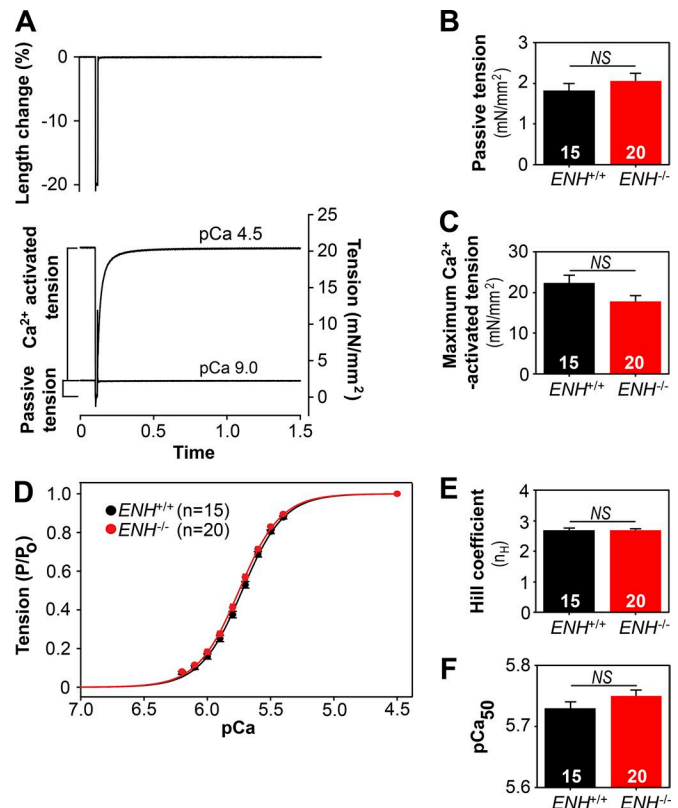 A
Length change (%)
0
-10
-20
Ca²⁺ activated
tension
Passive
tension
pCa 4.5
pCa 9.0
25
20
15
10
5
0
Tension (mN/mm²)
0
0.5
1.0
1.5
Time
B
Passive tension
(mN/mm²)
3
2
1
0
NS
15
20
ENH⁺/⁺
ENH⁻/⁻
C
Maximum Ca²⁺
-activated tension
(mN/mm²)
30
20
10
0
NS
15
20
ENH⁺/⁺
ENH⁻/⁻
D
Tension (P/Po)
1.0
0.8
0.6
0.4
0.2
0
ENH⁺/⁺ (n=15)
ENH⁻/⁻ (n=20)
7.0
6.5
6.0
5.5
5.0
4.5
pCa
E
Hill coefficient
(nH)
4
3
2
1
0
NS
15
20
ENH⁺/⁺
ENH⁻/⁻
F
pCa₅₀
5.8
5.7
5.6
NS
15
20
ENH⁺/⁺
ENH⁻/⁻